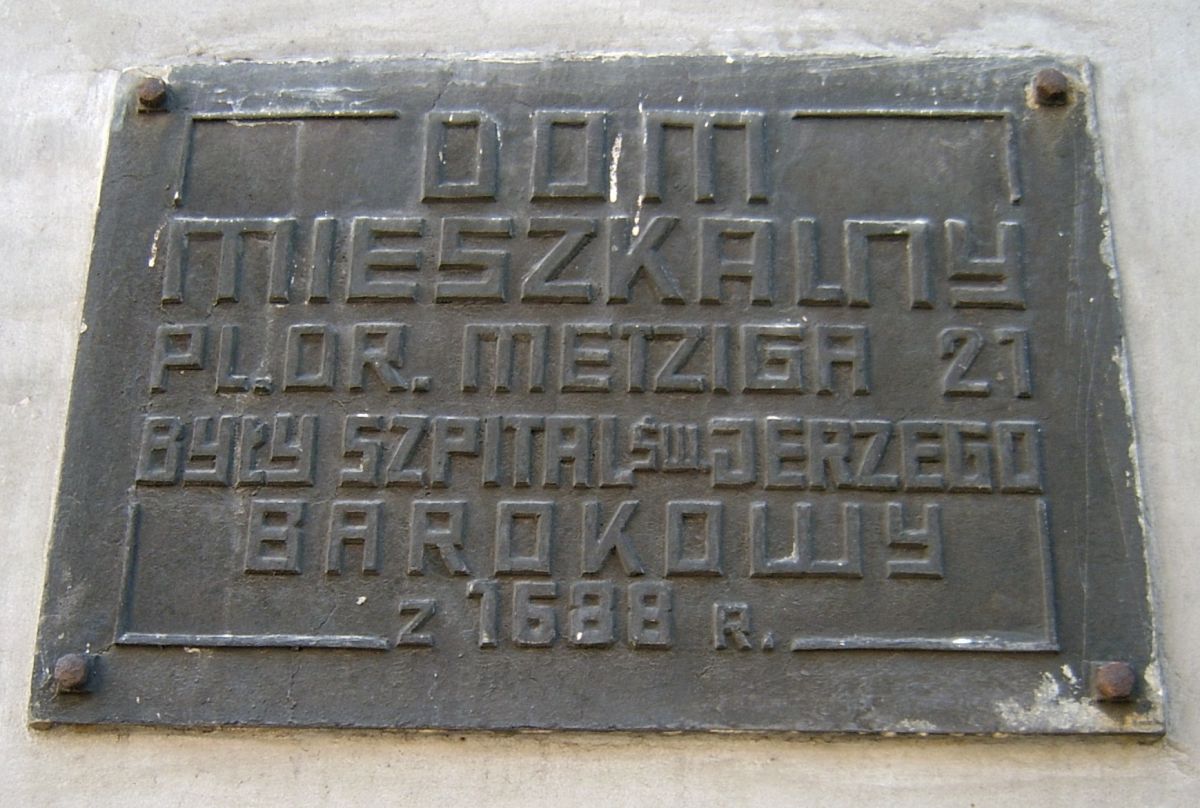 DOM
MIESZKALNY
PL. DR. METZIGA 21
BYŁY SZPITAL ŚW. JERZEGO
BAROKOWY
Z 1688 R.